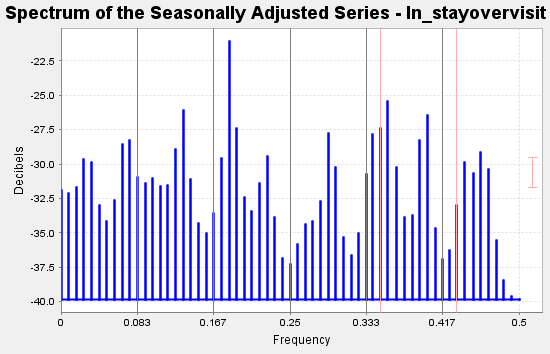 Spectrum of the Seasonally Adjusted Series - ln_stayovervisit
-22.5
-25.0
-27.5
-30.0
-32.5
-35.0
-37.5
-40.0
Decibels
0 0.083 0.167 0.25 0.333 0.417 0.5
Frequency